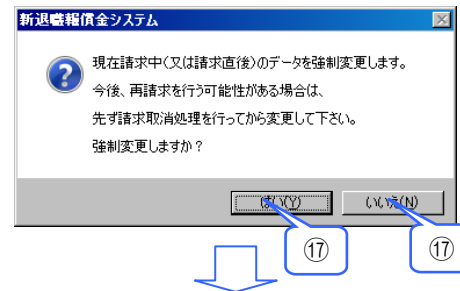 新退職報償金システム
現在請求中(又は請求直後)のデータを強制変更します。
今後、再請求を行う可能性がある場合は、
先ず請求取消処理を行ってから変更して下さい。
強制変更しますか？
はい(Y) いいえ(N)
⑰ ⑰